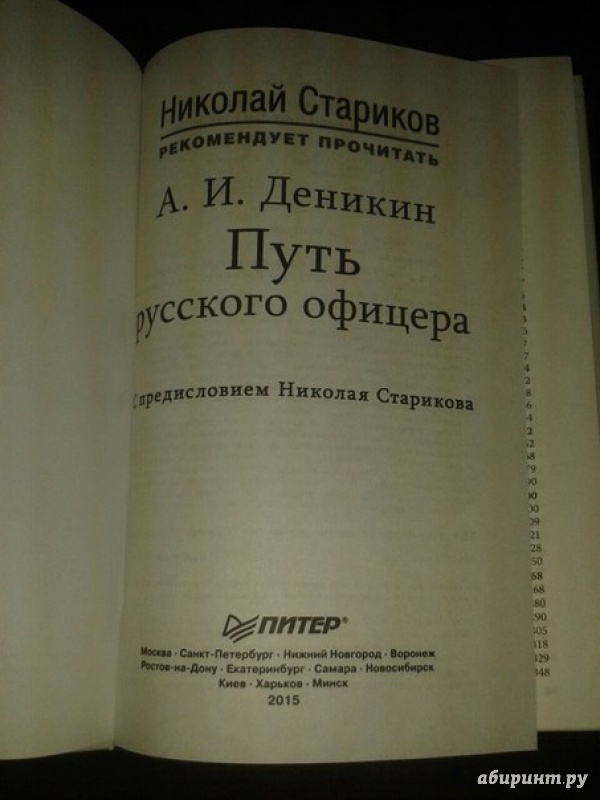 Николай Стариков
РЕКОМЕНДУЕТ ПРОЧИТАТЬ
А. И. Деникин
Путь
русского офицера
С предисловием Николая Старикова
ПИТЕР®
Москва · Санкт-Петербург · Нижний Новгород · Воронеж
Ростов-на-Дону · Екатеринбург · Самара · Новосибирск
Киев · Харьков · Минск
2015
абиринт.ру